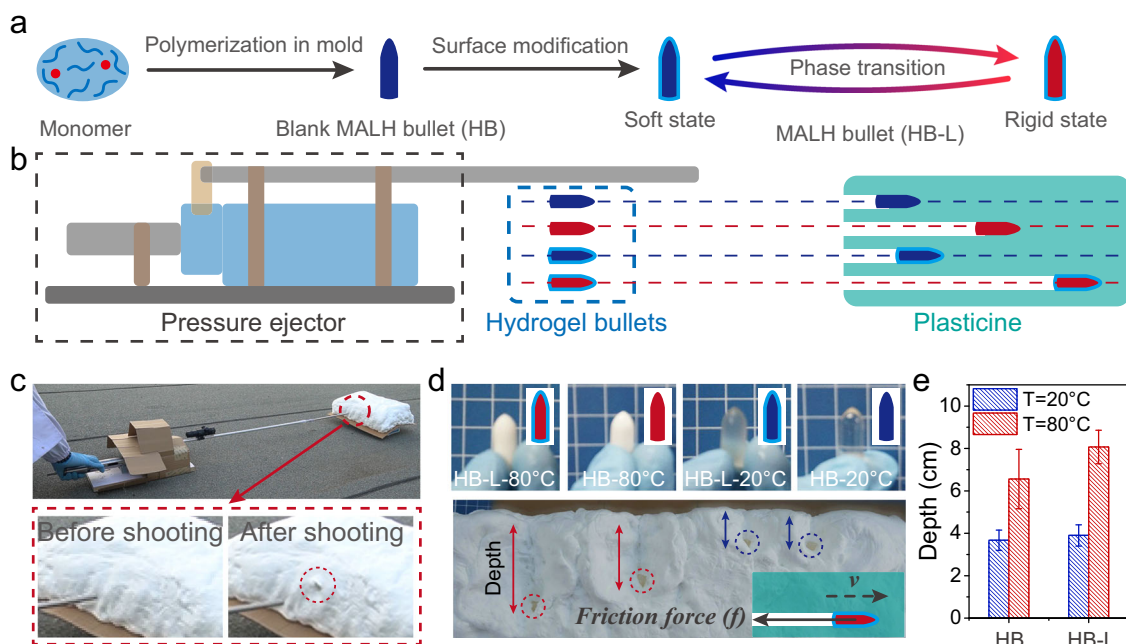 a
Polymerization in mold
Surface modification
Phase transition
Monomer
Blank MALH bullet (HB)
Soft state
MALH bullet (HB-L)
Rigid state
b
Pressure ejector
Hydrogel bullets
Plasticine
c
Before shooting
After shooting
d
HB-L-80°C
HB-80°C
HB-L-20°C
HB-20°C
Depth
v
Friction force (f)
e
T=20°C
T=80°C
Depth (cm)
10
8
6
4
2
0
HB
HB-L